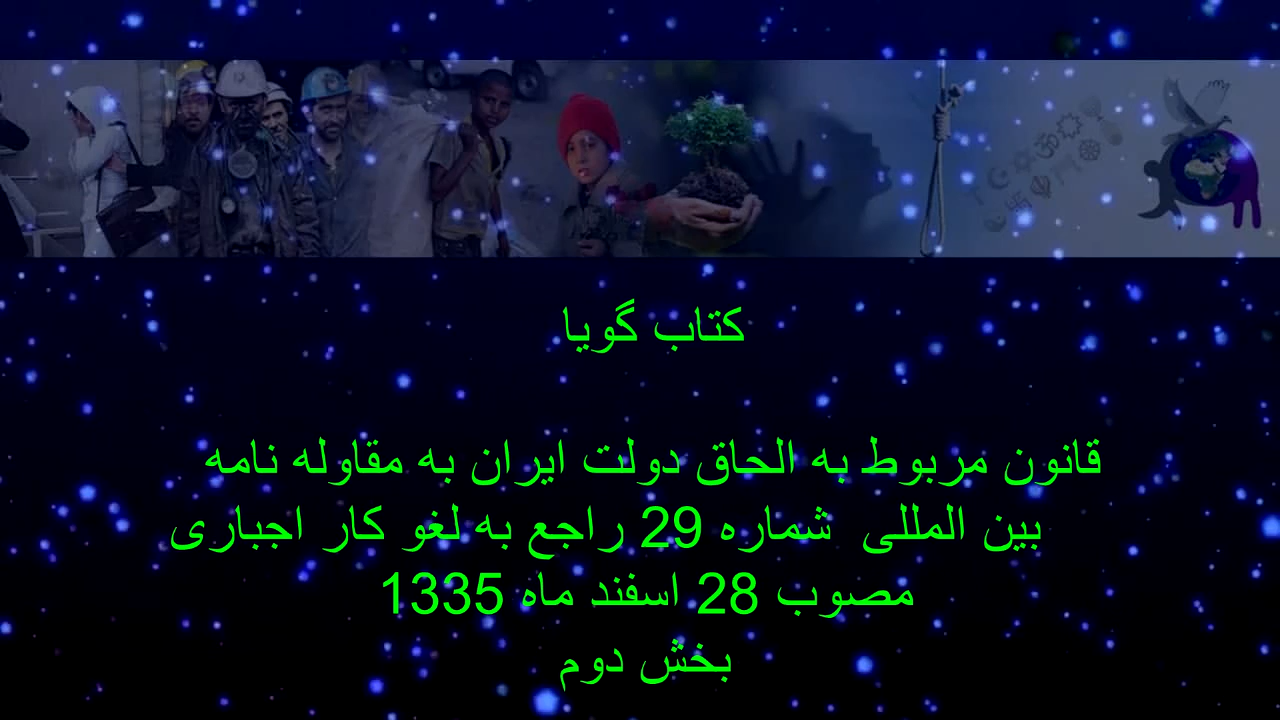 کتاب گویا
قانون مربوط به الحاق دولت ایران به مقاوله نامه
بین المللی شماره 29 راجع به لغو کار اجباری
مصوب 28 اسفند ماه 1335
بخش دوم